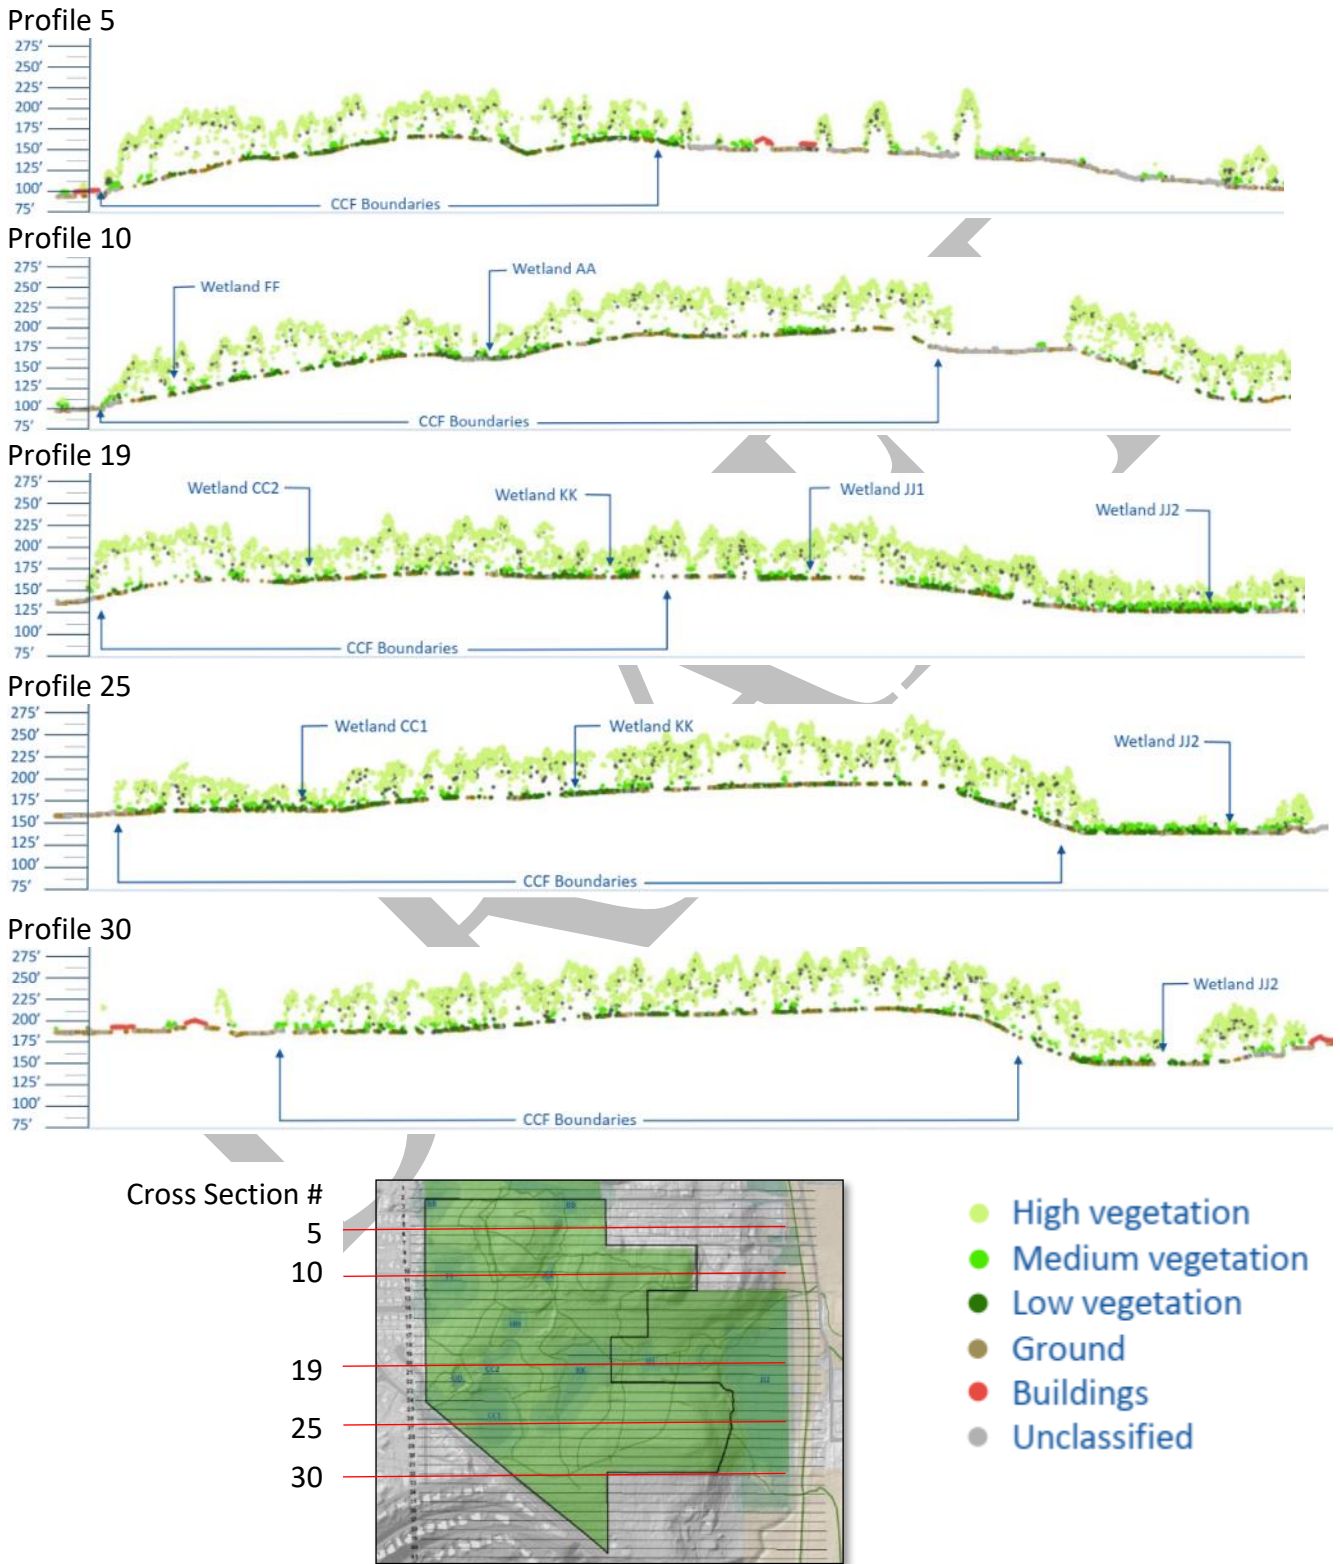 Profile 5
275'
250'
225'
200'
175'
150'
125'
100'
75'
CCF Boundaries
Profile 10
275'
250'
225'
200'
175'
150'
125'
100'
75'
Wetland FF
Wetland AA
CCF Boundaries
Profile 19
275'
250'
225'
200'
175'
150'
125'
100'
75'
Wetland CC2
Wetland KK
Wetland JJ1
Wetland JJ2
CCF Boundaries
Profile 25
275'
250'
225'
200'
175'
150'
125'
100'
75'
Wetland CC1
Wetland KK
Wetland JJ2
CCF Boundaries
Profile 30
275'
250'
225'
200'
175'
150'
125'
100'
75'
Wetland JJ2
CCF Boundaries
Cross Section #
5
10
19
25
30
CC2
CC1
High vegetation
Medium vegetation
Low vegetation
Ground
Buildings
Unclassified